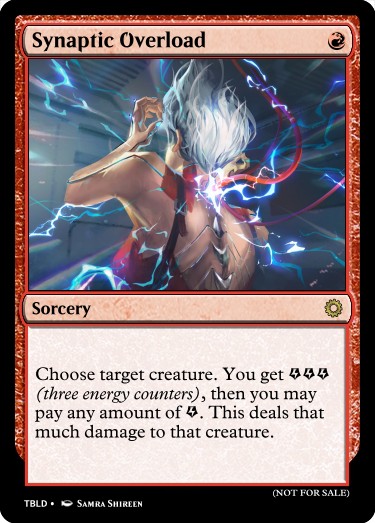 Synaptic Overload
Sorcery
Choose target creature. You get
(three energy counters), then you may
pay any amount of . This deals that
much damage to that creature.
TBLD • Samra Shireen
(NOT FOR SALE)